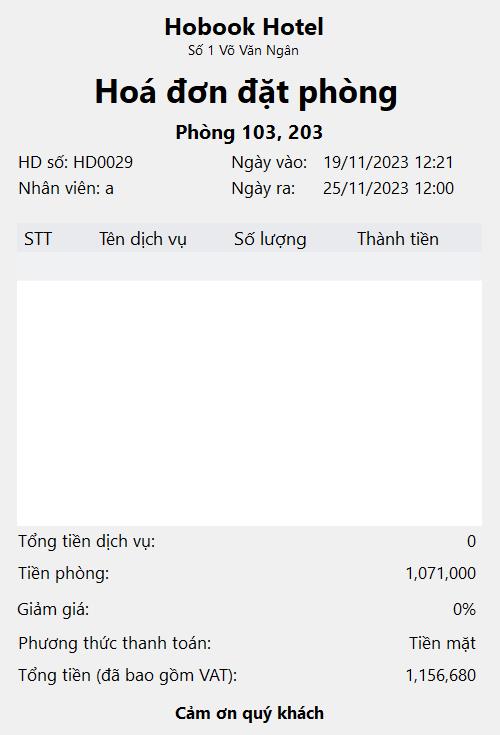 Hobook Hotel
Số 1 Võ Văn Ngân
Hoá đơn đặt phòng
Phòng 103, 203
HD số: HD0029 Ngày vào: 19/11/2023 12:21
Nhân viên: a Ngày ra: 25/11/2023 12:00
STT Tên dịch vụ Số lượng Thành tiền
Tổng tiền dịch vụ: 0
Tiền phòng: 1,071,000
Giảm giá: 0%
Phương thức thanh toán: Tiền mặt
Tổng tiền (đã bao gồm VAT): 1,156,680
Cảm ơn quý khách